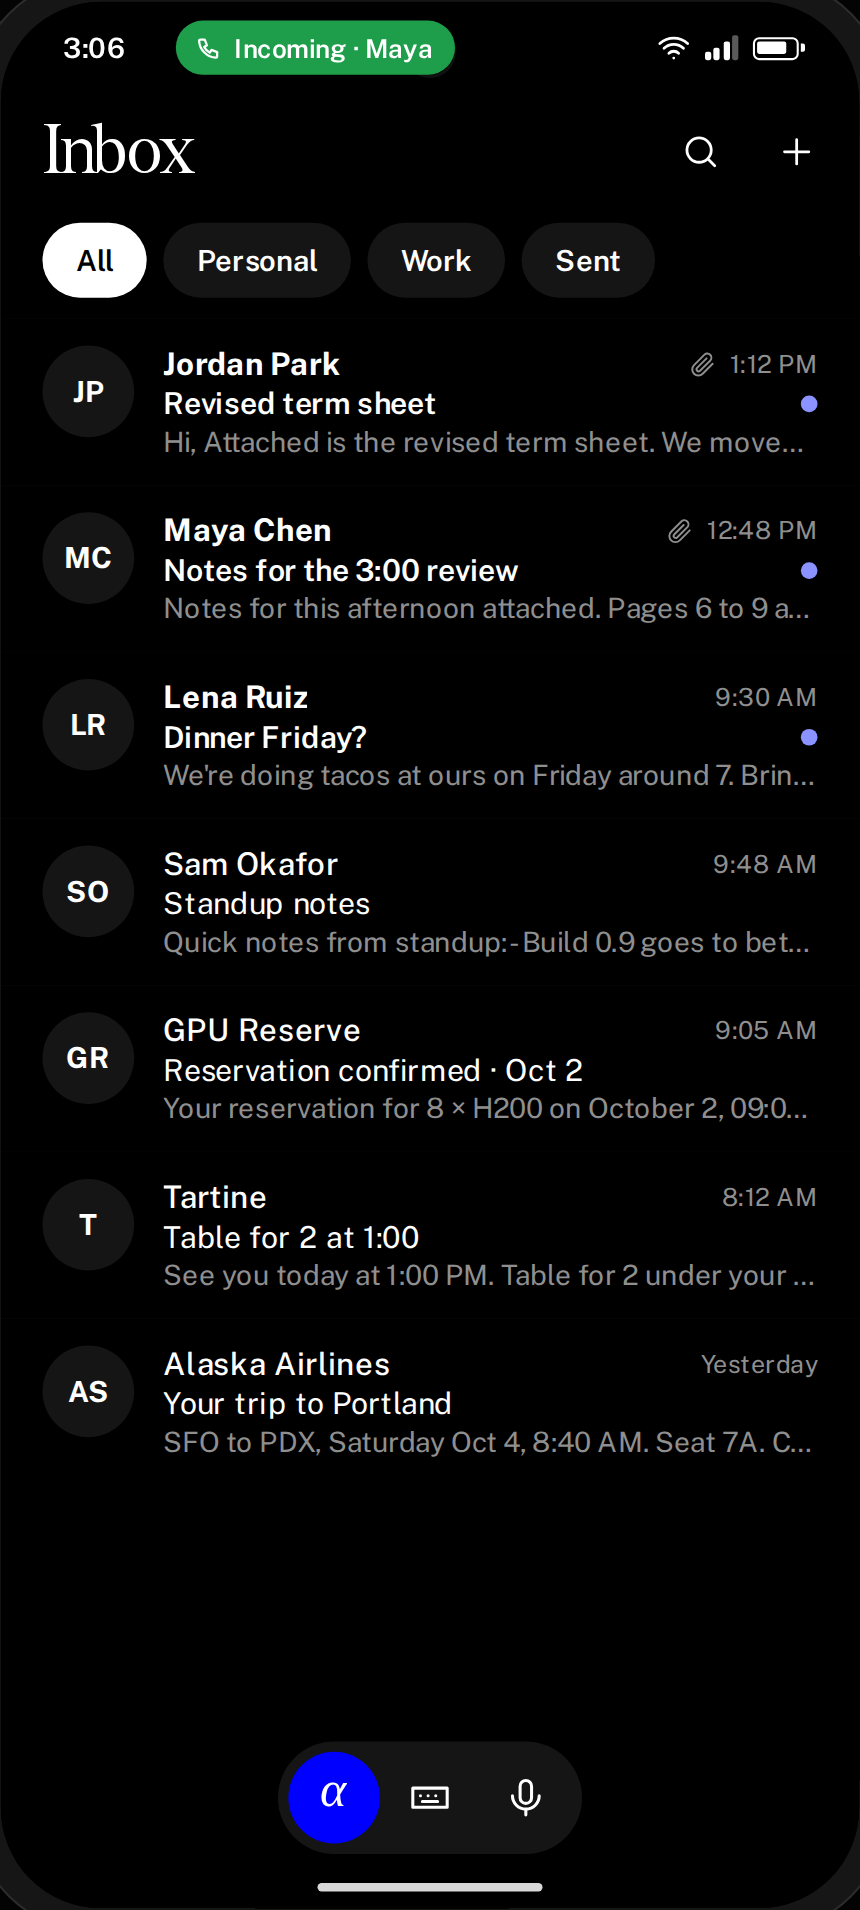 3:06
Incoming · Maya
Inbox
All
Personal
Work
Sent
JP
Jordan Park
1:12 PM
Revised term sheet
Hi, Attached is the revised term sheet. We move...
MC
Maya Chen
12:48 PM
Notes for the 3:00 review
Notes for this afternoon attached. Pages 6 to 9 a...
LR
Lena Ruiz
9:30 AM
Dinner Friday?
We're doing tacos at ours on Friday around 7. Brin...
SO
Sam Okafor
9:48 AM
Standup notes
Quick notes from standup: - Build 0.9 goes to bet...
GR
GPU Reserve
9:05 AM
Reservation confirmed · Oct 2
Your reservation for 8 × H200 on October 2, 09:0...
T
Tartine
8:12 AM
Table for 2 at 1:00
See you today at 1:00 PM. Table for 2 under your ...
AS
Alaska Airlines
Yesterday
Your trip to Portland
SFO to PDX, Saturday Oct 4, 8:40 AM. Seat 7A. C...
α